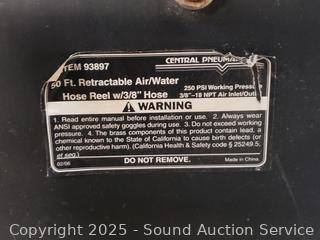 ITEM 93897
CENTRAL PNEUMATIC
50 Ft. Retractable Air/Water
Hose Reel w/3/8" Hose
250 PSI Working Pressure
3/8"-18 NPT Air Inlet/Outlet
WARNING
1. Read entire manual before installation or use. 2. Always wear
ANSI approved safety goggles during use. 3. Do not exceed working
pressure. 4. The brass components of this product contain lead, a
chemical known to the State of California to cause birth defects (or
other reproductive harm). (California Health & Safety code § 25249.5,
et seq.)
DO NOT REMOVE.
02/06
Made in China.
Copyright 2025 - Sound Auction Service